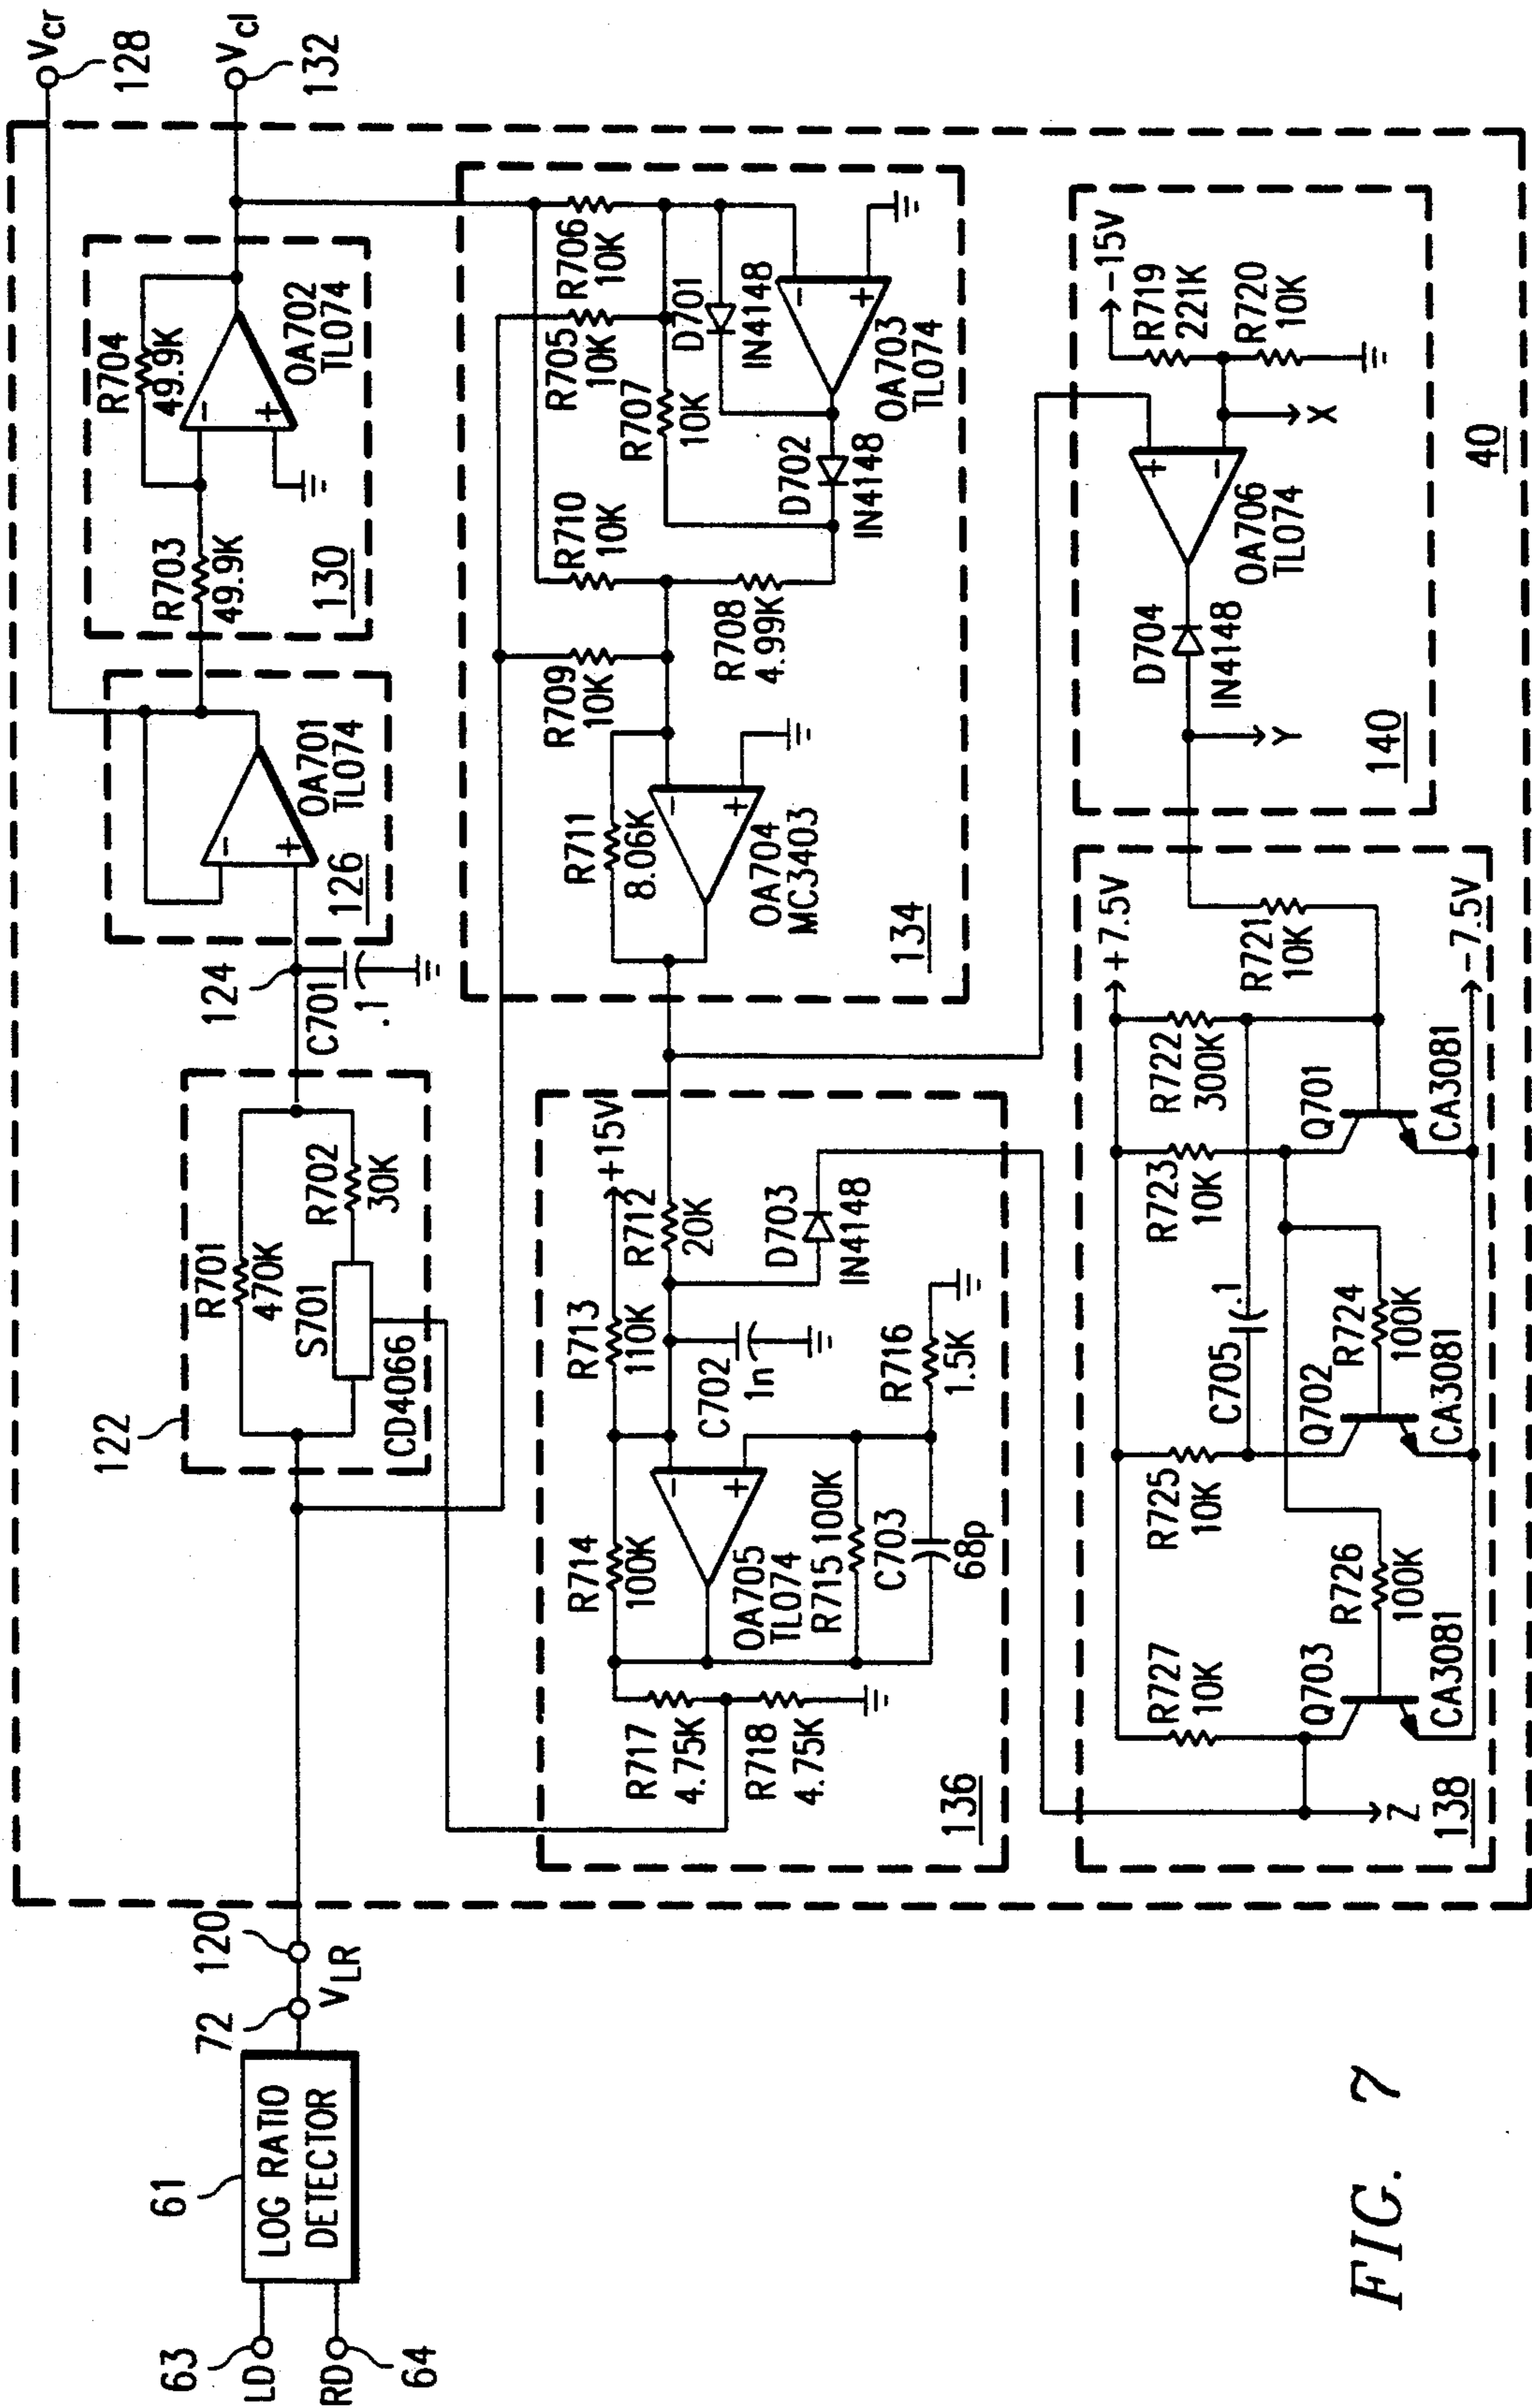 63
LD
RD
64
61
LOG RATIO
DETECTOR
72
120
VLR
122
R701
470K
S701
R702
30K
CD4066
124
C701
.1
OA701
TL074
126
-
+
R703
49.9K
R704
49.9K
OA702
TL074
130
-
+
Vcr
128
Vcl
132
R709
10K
R710
10K
R705
10K
R706
10K
R707
10K
D701
IN4148
D702
IN4148
OA703
TL074
-
+
R708
4.99K
R711
8.06K
OA704
MC3403
-
+
134
+15V
R712
20K
R713
110K
R714
100K
D703
IN4148
C702
1n
OA705
TL074
-
+
R715 100K
R716
1.5K
C703
68p
R717
4.75K
R718
4.75K
136
+7.5V
R721
10K
R722
300K
R723
10K
C705
.1
R724
100K
R725
10K
R726
100K
R727
10K
Q701
CA3081
Q702
CA3081
Q703
CA3081
-7.5V
Z
138
D704
IN4148
OA706
TL074
+
-
Y
X
-15V
R719
221K
R720
10K
140
40
FIG. 7